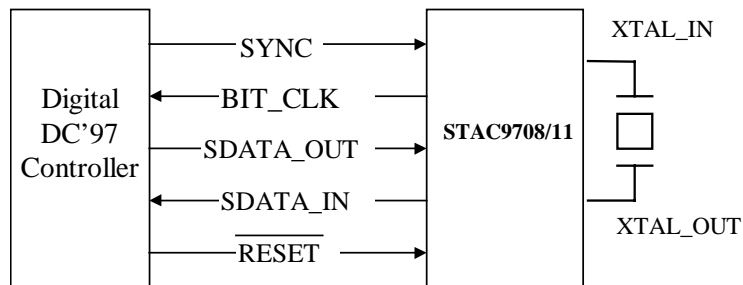 XTAL_IN
SYNC
Digital
DC'97
Controller
BIT_CLK
STAC9708/11
SDATA_OUT
SDATA_IN
RESET
XTAL_OUT